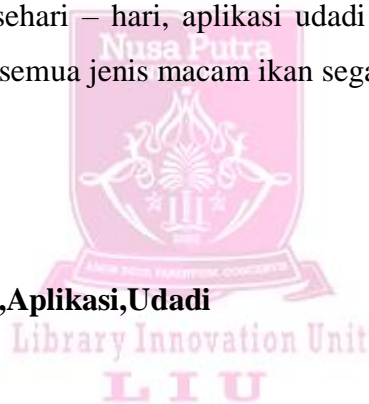 sehari – hari, aplikasi udadi
Nusa Putra
semua jenis macam ikan sega
,Aplikasi,Udadi
Library Innovation Unit
L I U